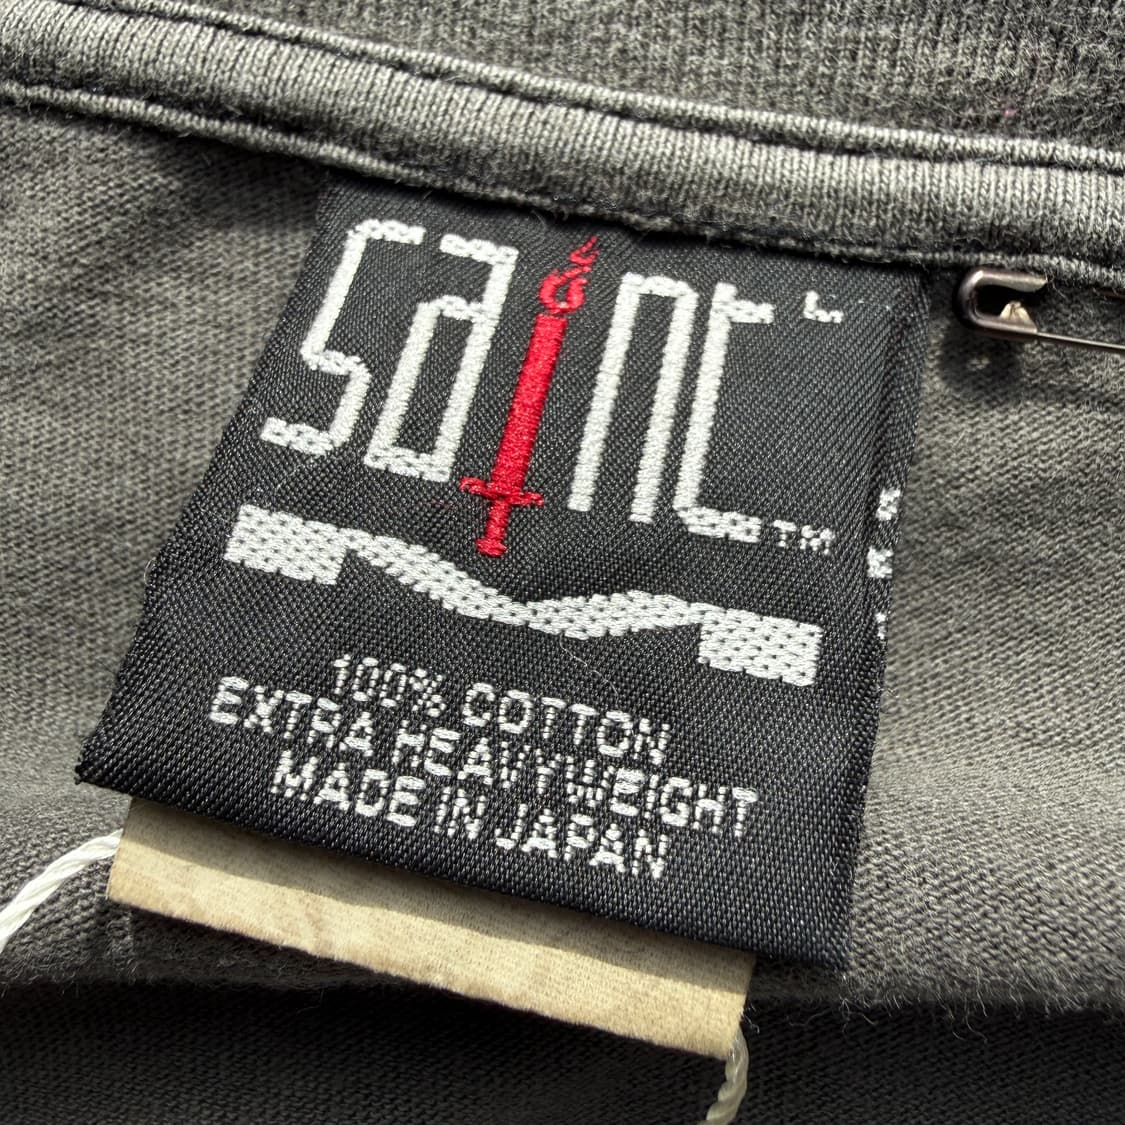 saint L
TM
100% COTTON
EXTRA HEAVYWEIGHT
MADE IN JAPAN